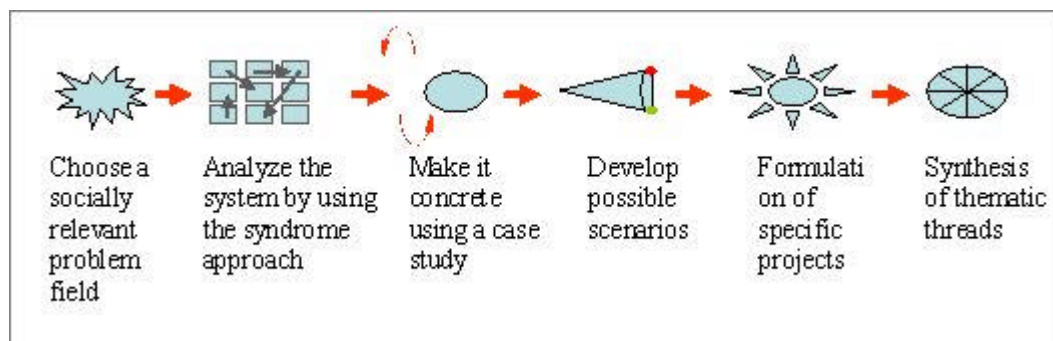 Choose a
socially
relevant
problem
field
Analyze the
system by using
the syndrome
approach
Make it
concrete
using a case
study
Develop
possible
scenarios
Formulati
on of
specific
projects
Synthesis
of thematic
threads